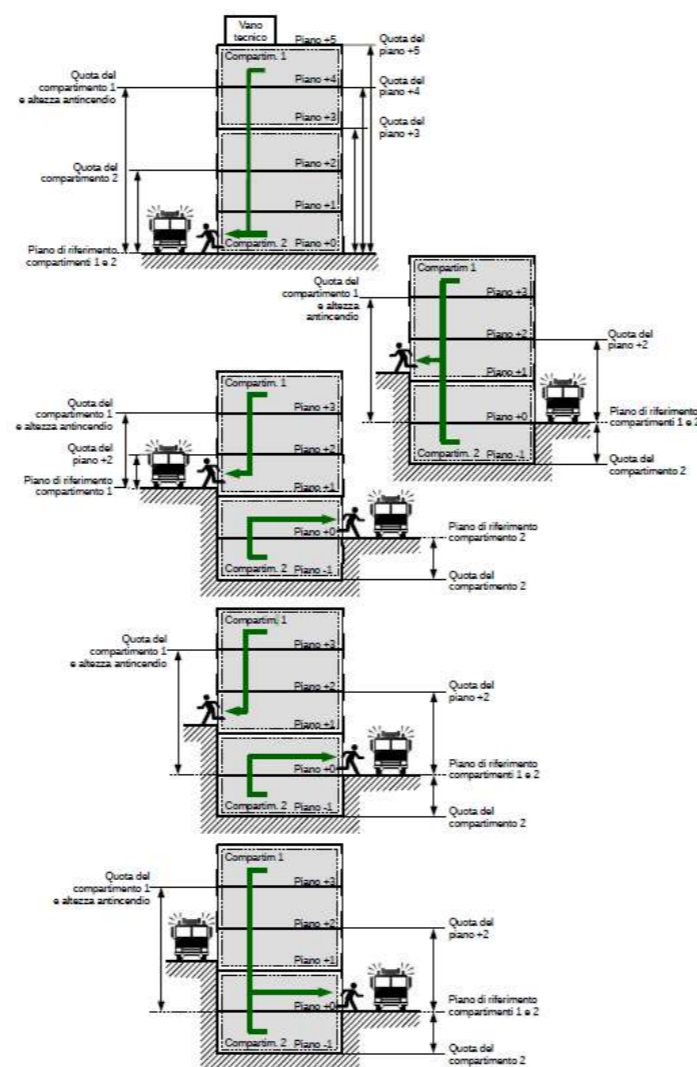 Vano
tecnico
Piano +5
Compartim. 1
Piano +4
Piano +3
Piano +2
Piano +1
Compartim. 2 Piano +0
Quota del
compartimento 1
e altezza antincendio
Quota del
compartimento 2
Piano di riferimento
compartimenti 1 e 2
Quota del
piano +5
Quota del
piano +4
Quota del
piano +3
Compartim 1
Piano +3
Piano +2
Piano +1
Piano +0
Compartim. 2 Piano -1
Quota del
compartimento 1
e altezza
antincendio
Quota del
piano +2
Piano di riferimento
compartimenti 1 e 2
Quota del
compartimento 2
Compartim. 1
Piano +3
Piano +2
Piano +1
Piano +0
Compartim. 2 Piano -1
Quota del
compartimento 1
e altezza antincendio
Quota del
piano +2
Piano di riferimento
compartimento 1
Piano di riferimento
compartimento 2
Quota del
compartimento 2
Compartim. 1
Piano +3
Piano +2
Piano +1
Piano +0
Compartim. 2 Piano -1
Quota del
compartimento 1
e altezza antincendio
Quota del
piano +2
Piano di riferimento
compartimenti 1 e 2
Quota del
compartimento 2
Compartim 1
Piano +3
Piano +2
Piano +1
Piano +0
Compartim. 2 Piano -1
Quota del
compartimento 1
e altezza antincendio
Quota del
piano +2
Piano di riferimento
compartimenti 1 e 2
Quota del
compartimento 2